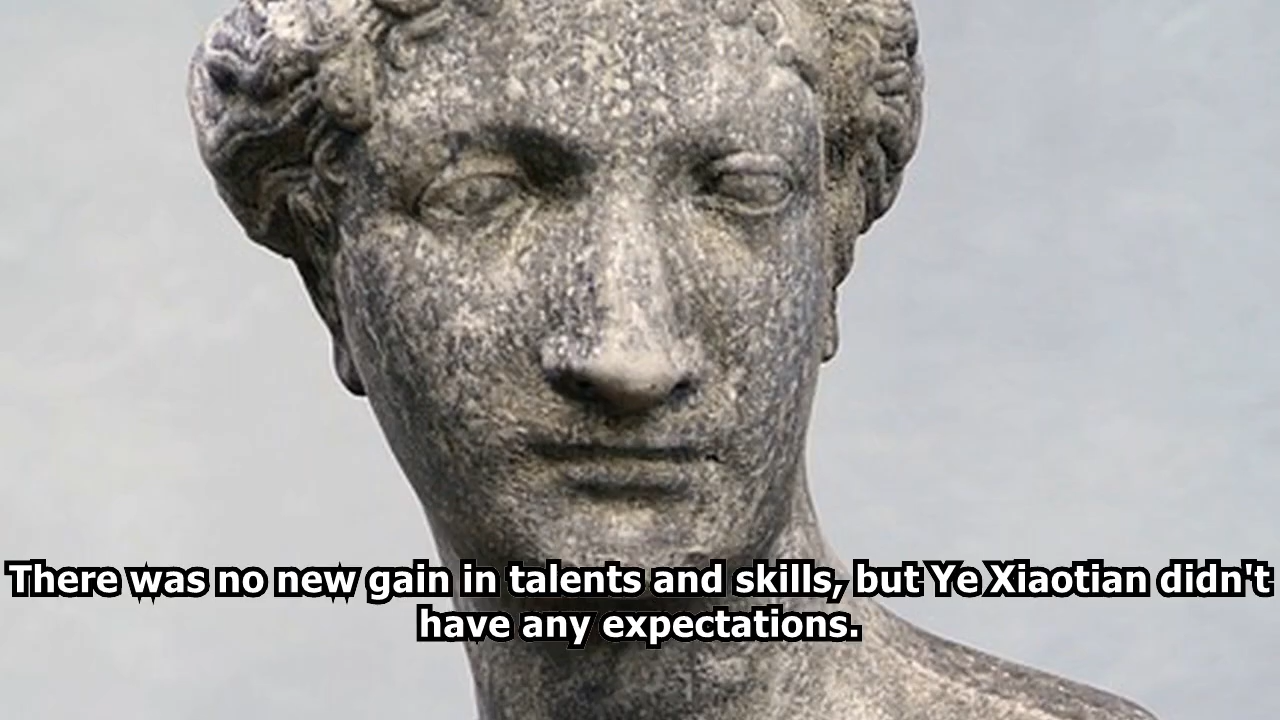 There was no new gain in talents and skills, but Ye Xiaotian didn't
have any expectations.